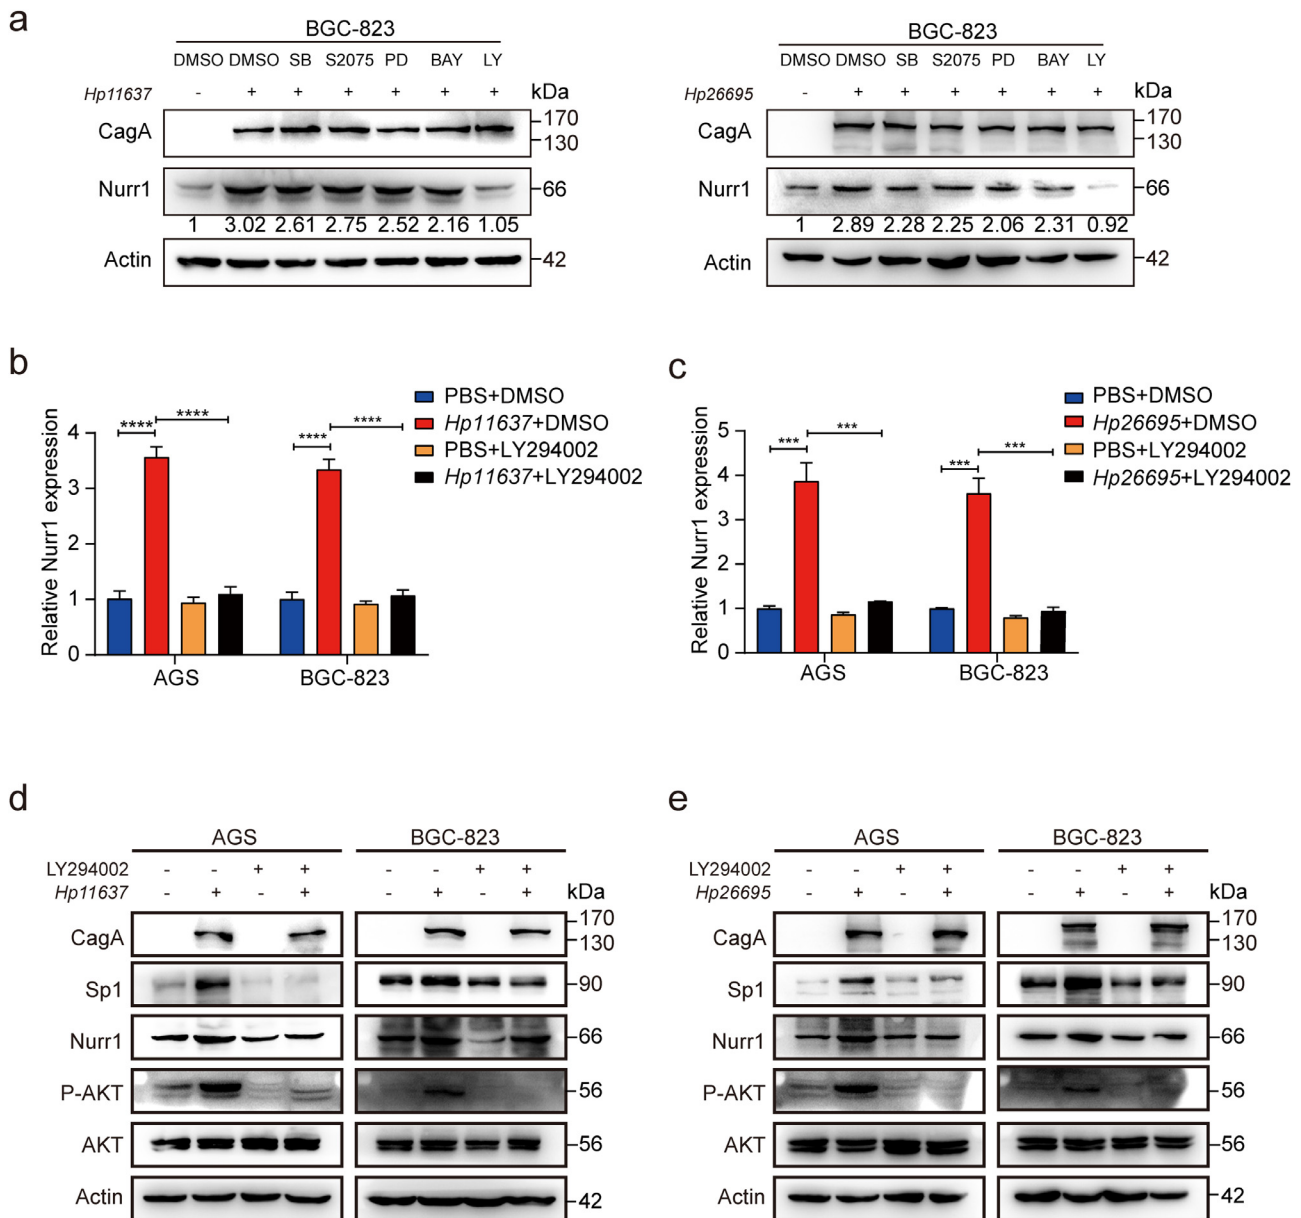 a
BGC-823
DMSO DMSO SB S2075 PD BAY LY
Hp11637 - + + + + + + kDa
CagA 170
130
Nurr1 66
1 3.02 2.61 2.75 2.52 2.16 1.05
Actin 42
BGC-823
DMSO DMSO SB S2075 PD BAY LY
Hp26695 - + + + + + + kDa
CagA 170
130
Nurr1 66
1 2.89 2.28 2.25 2.06 2.31 0.92
Actin 42
b
PBS+DMSO
Hp11637+DMSO
PBS+LY294002
Hp11637+LY294002
Relative Nurr1 expression
4
3
2
1
0
**** ****
**** ****
AGS BGC-823
c
PBS+DMSO
Hp26695+DMSO
PBS+LY294002
Hp26695+LY294002
Relative Nurr1 expression
5
4
3
2
1
0
*** ***
*** ***
AGS BGC-823
d
AGS BGC-823
LY294002 - - + + - - + +
Hp11637 - + - + - + - + kDa
CagA 170
130
Sp1 90
Nurr1 66
P-AKT 56
AKT 56
Actin 42
e
AGS BGC-823
LY294002 - - + + - - + +
Hp26695 - + - + - + - + kDa
CagA 170
130
Sp1 90
Nurr1 66
P-AKT 56
AKT 56
Actin 42